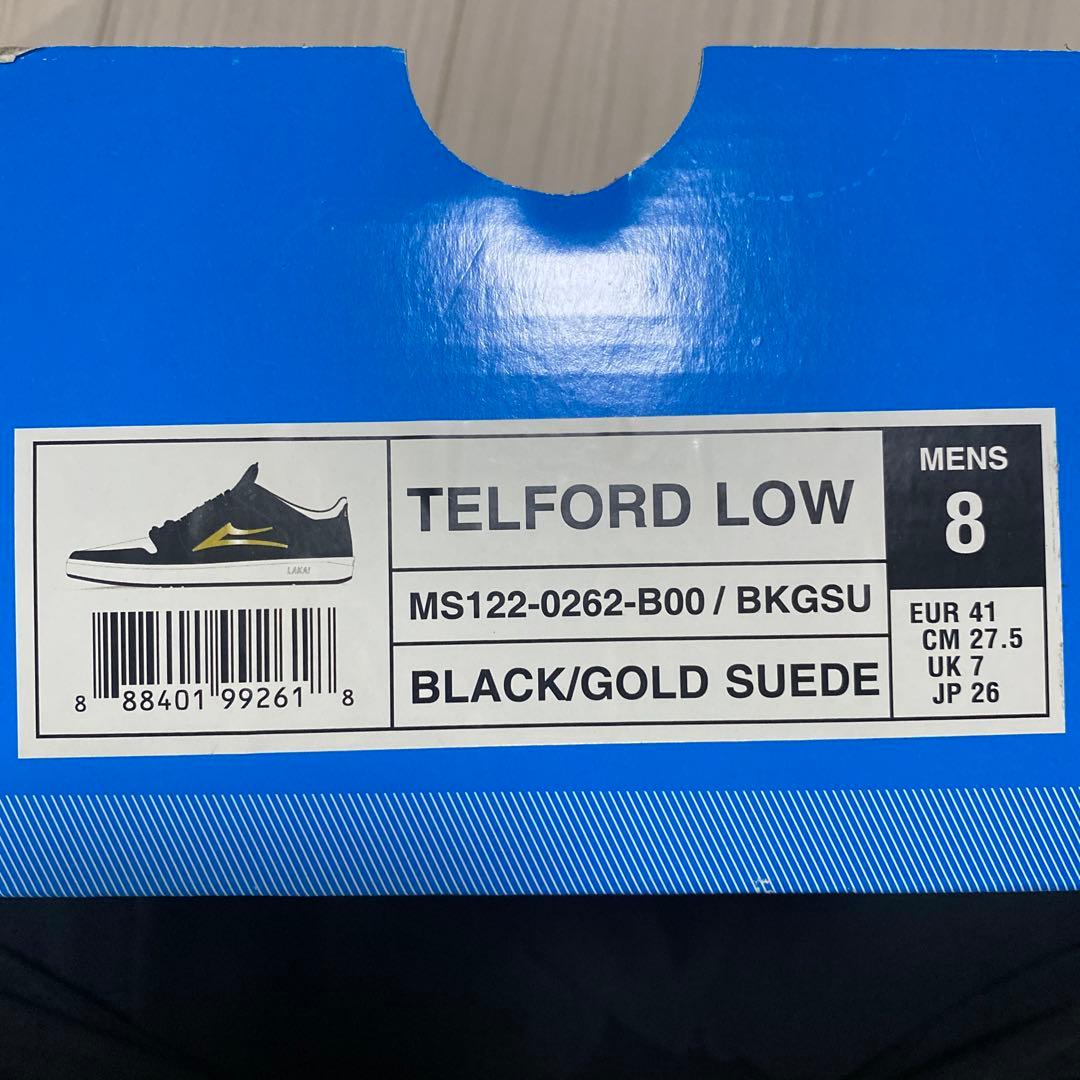 LAKAI
8 88401 99261 8
TELFORD LOW
MS122-0262-B00 / BKGSU
BLACK/GOLD SUEDE
MENS
8
EUR 41
CM 27.5
UK 7
JP 26